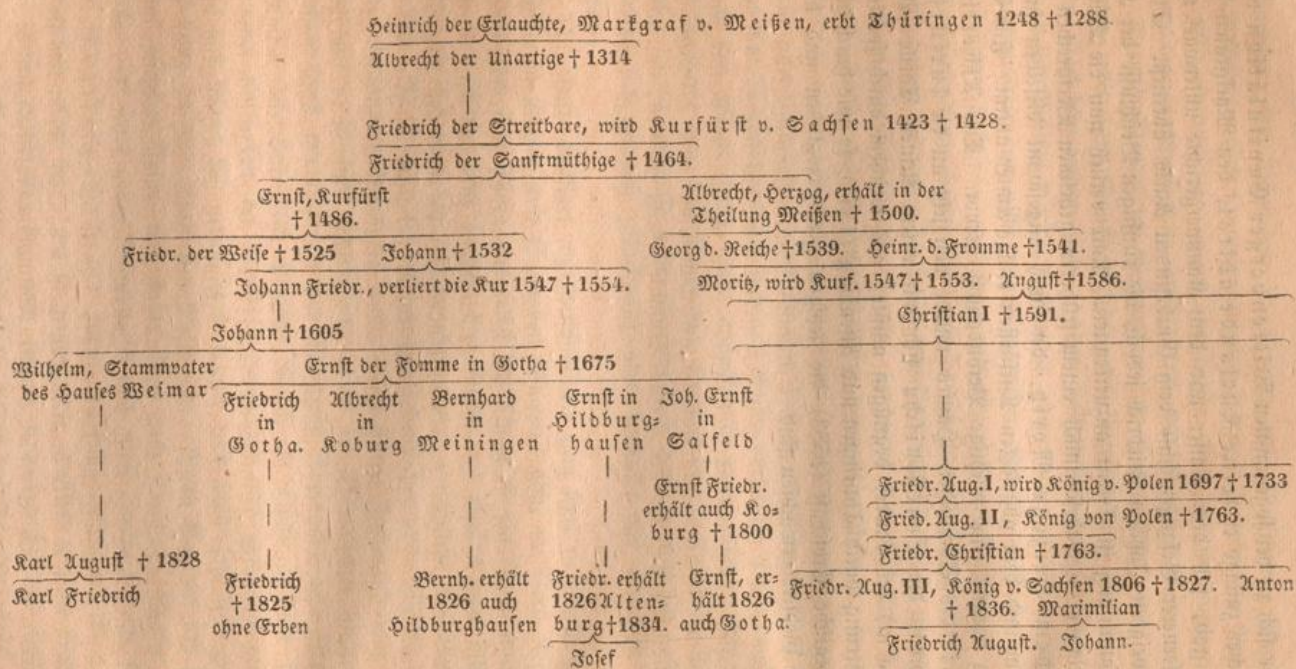 Heinrich der Erlauchte, Markgraf v. Meißen, erbt Thüringen 1248 † 1288.
Albrecht der Unartige † 1314
Friedrich der Streitbare, wird Kurfürst v. Sachsen 1423 † 1428.
Friedrich der Sanftmüthige † 1464.
Ernst, Kurfürst
† 1486.
Albrecht, Herzog, erhält in der
Theilung Meißen † 1500.
Friedr. der Weise † 1525 Johann † 1532
Georg d. Reiche † 1539. Heinr. d. Fromme † 1541.
Johann Friedr., verliert die Kur 1547 † 1554.
Moritz, wird Kurf. 1547 † 1553. August † 1586.
Christian I † 1591.
Johann † 1605
Wilhelm, Stammvater
des Hauses Weimar
Ernst der Fomme in Gotha † 1675
Friedrich
in
Gotha.
Albrecht
in
Koburg
Bernhard
in
Meiningen
Ernst in
Hildburg=
hausen
Joh. Ernst
in
Salfeld
Ernst Friedr.
erhält auch Ko=
burg † 1800
Friedr. Aug. I, wird König v. Polen 1697 † 1733
Fried. Aug. II, König von Polen † 1763.
Friedr. Christian † 1763.
Karl August † 1828
Karl Friedrich
Friedrich
† 1825
ohne Erben
Bernh. erhält
1826 auch
Hildburghausen
Friedr. erhält
1826 Alten=
burg † 1834.
Josef
Ernst, er=
hält 1826
auch Gotha.
Friedr. Aug. III, König v. Sachsen 1806 † 1827. Anton
† 1836. Marimilian
Friedrich August. Johann.